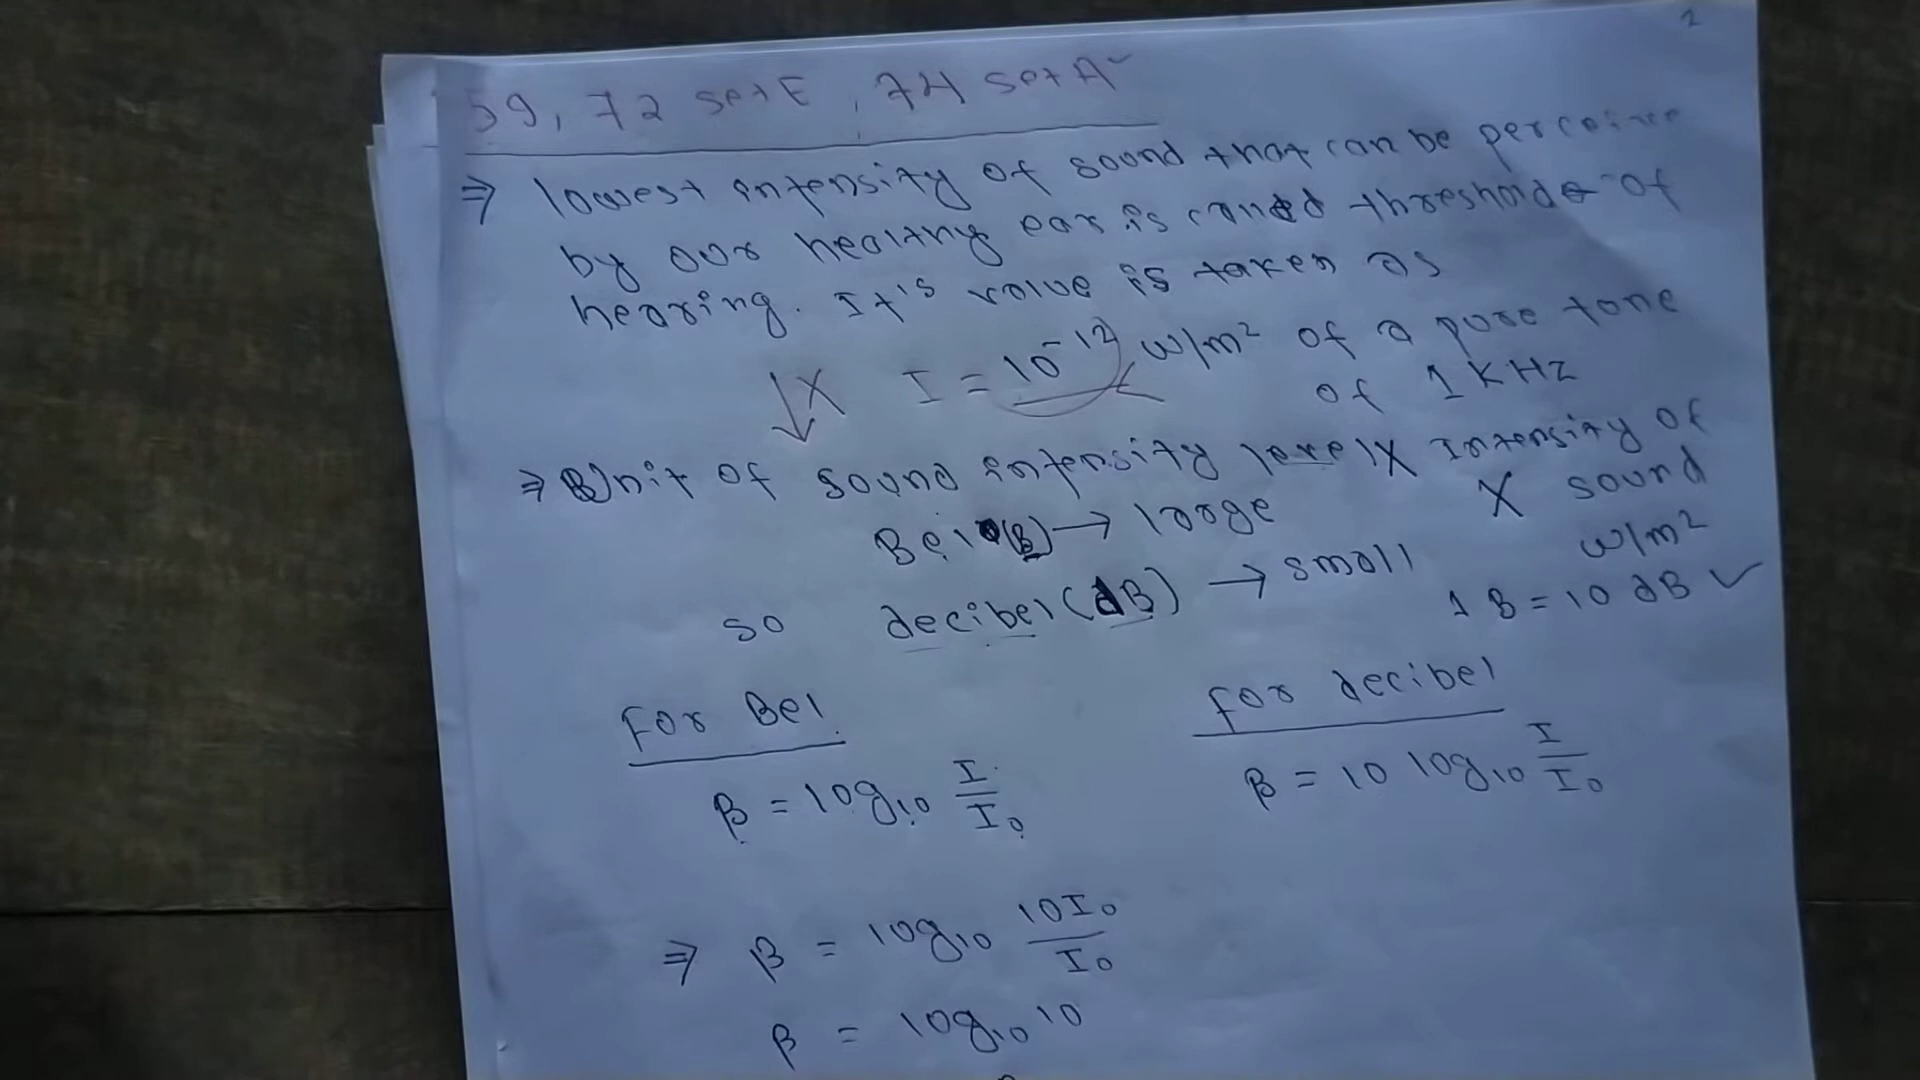 2
59, 72 set E, 74 set A
⇒ lowest intensity of sound that can be perceive
by our healthy ear is called threshold of
hearing. It's value is taken as
X I = 10⁻¹² W/m² of a pure tone
of 1 KHz
⇒ Unit of sound intensity level X Intensity of
X sound
Bel (B) → large
W/m²
so decibel (dB) → small
1 B = 10 dB ✓
For Bel
For decibel
β = log₁₀ I/I₀
β = 10 log₁₀ I/I₀
⇒ β = log₁₀ 10I₀/I₀
β = log₁₀ 10